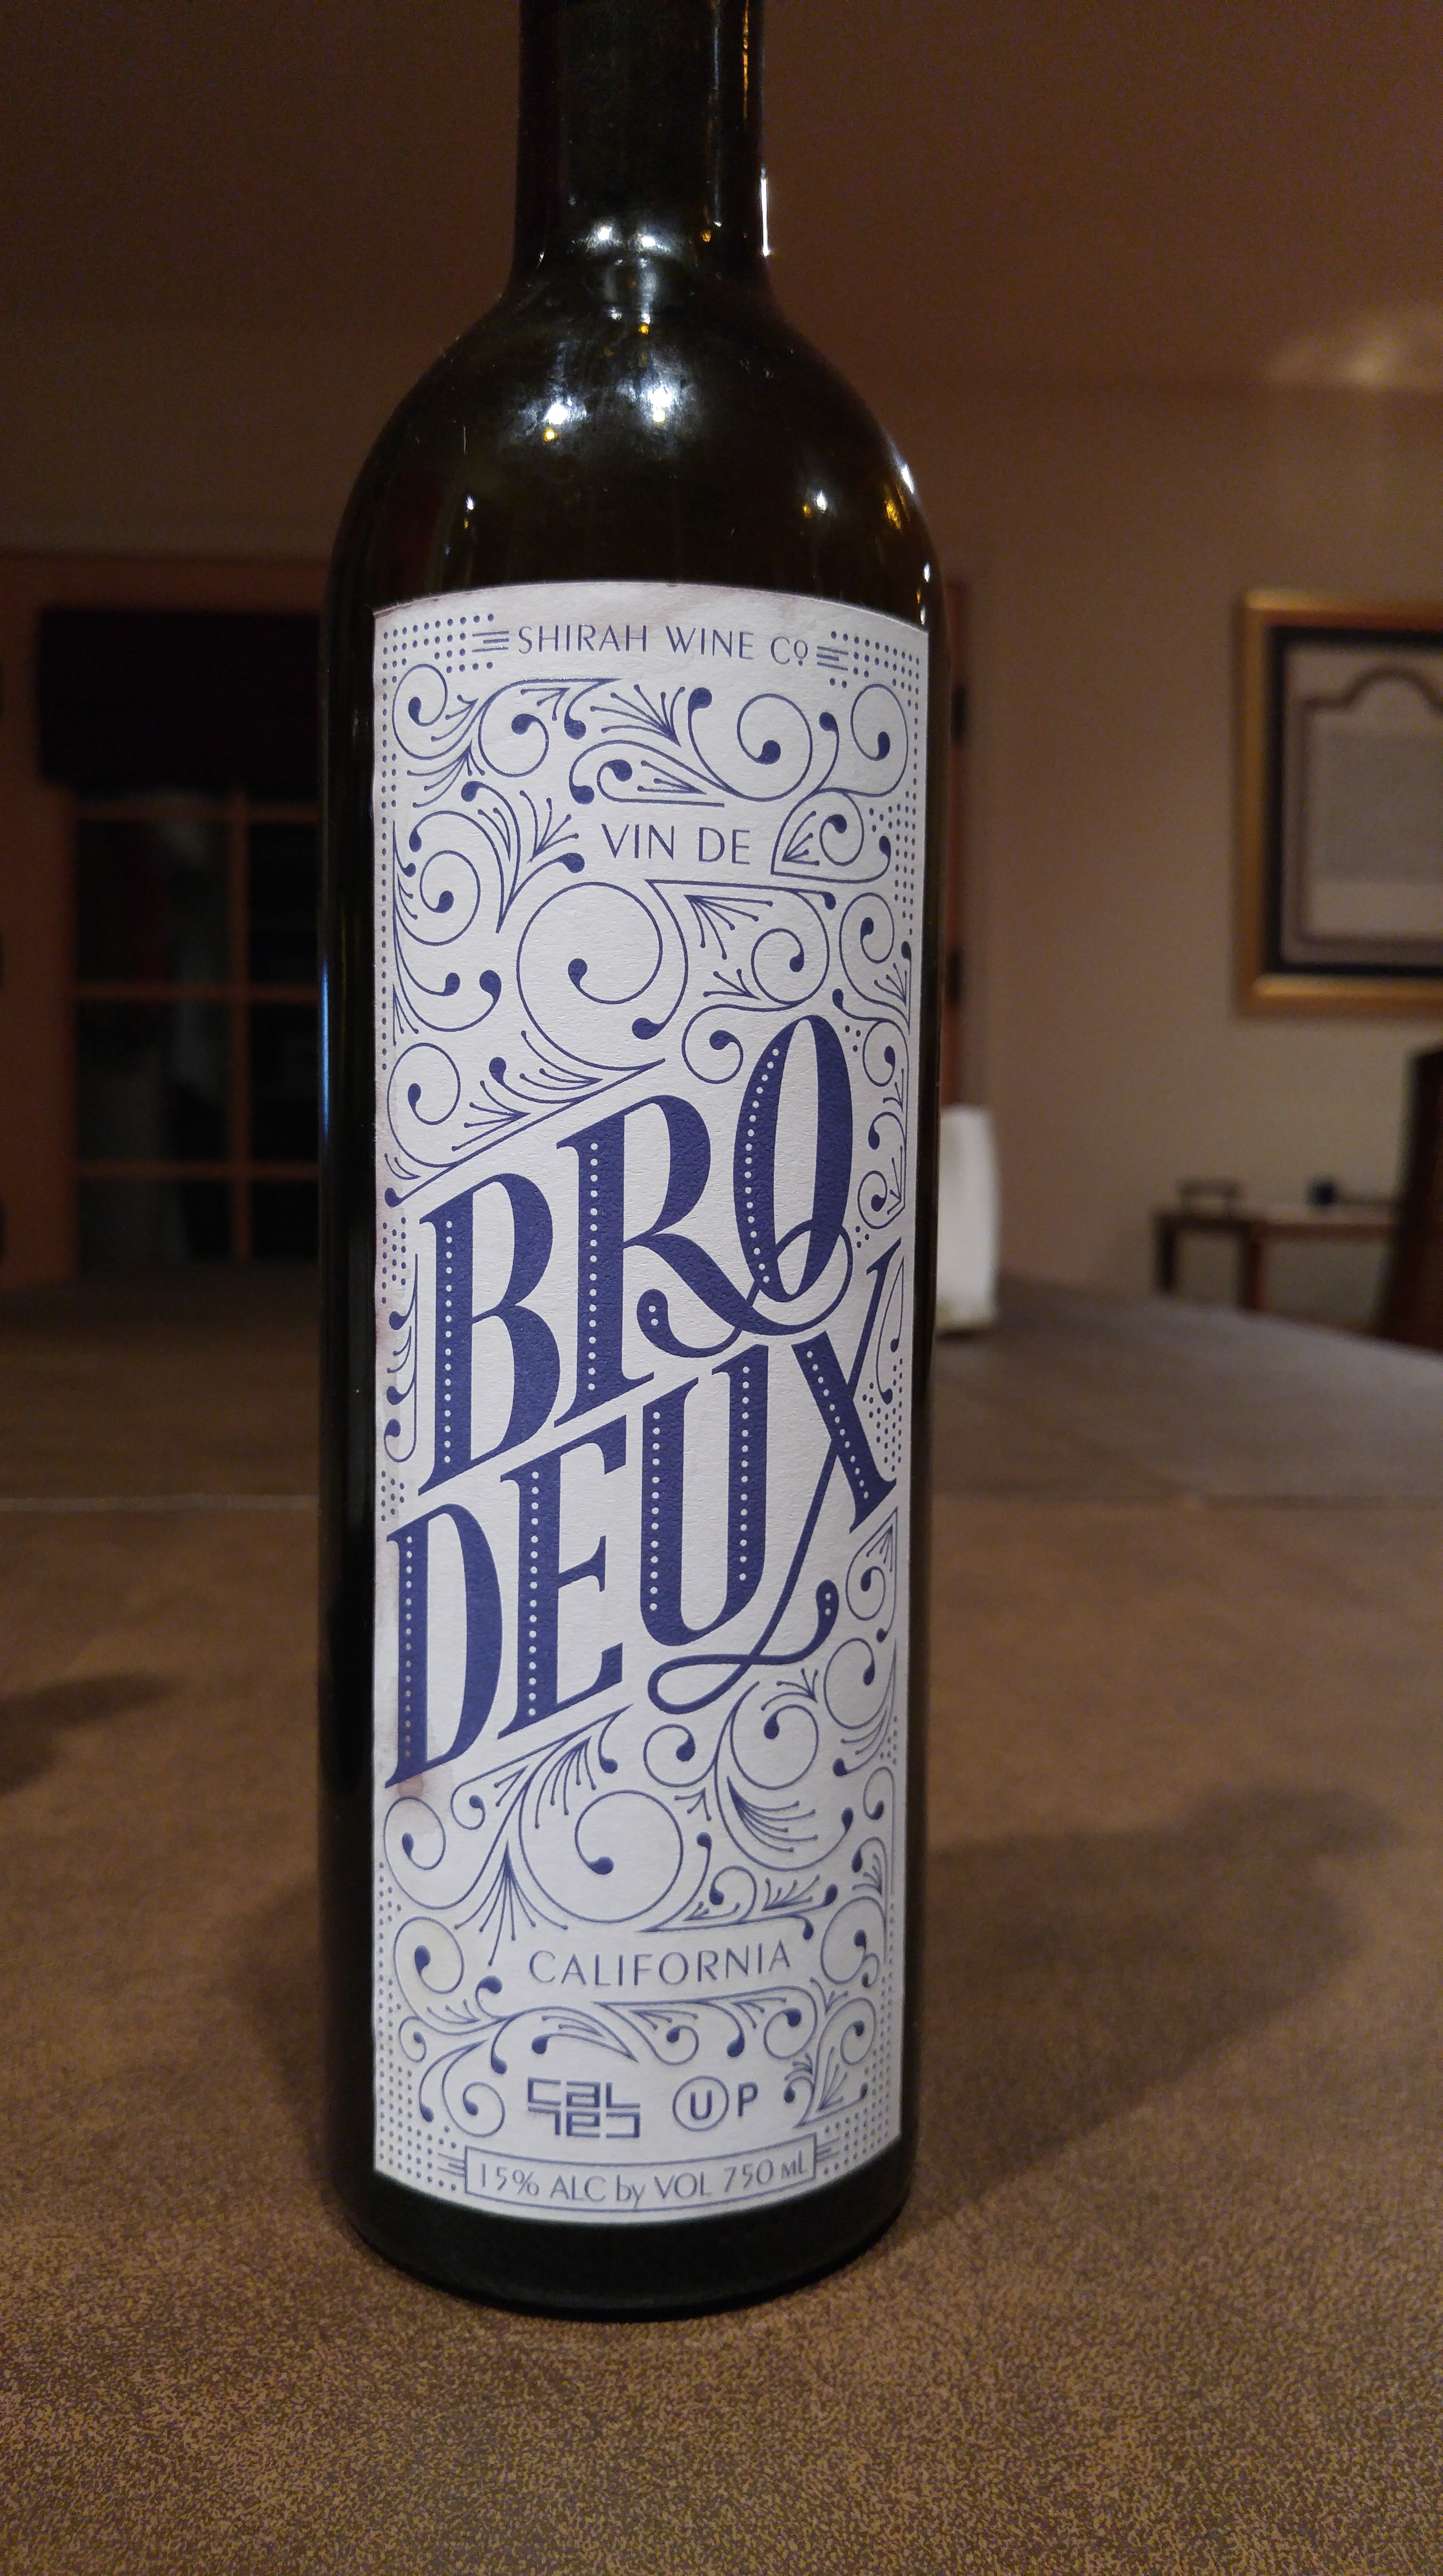 SHIRAH WINE Co
VIN DE
BRO
DEUX
CALIFORNIA
U P
15% ALC by VOL 750 ML